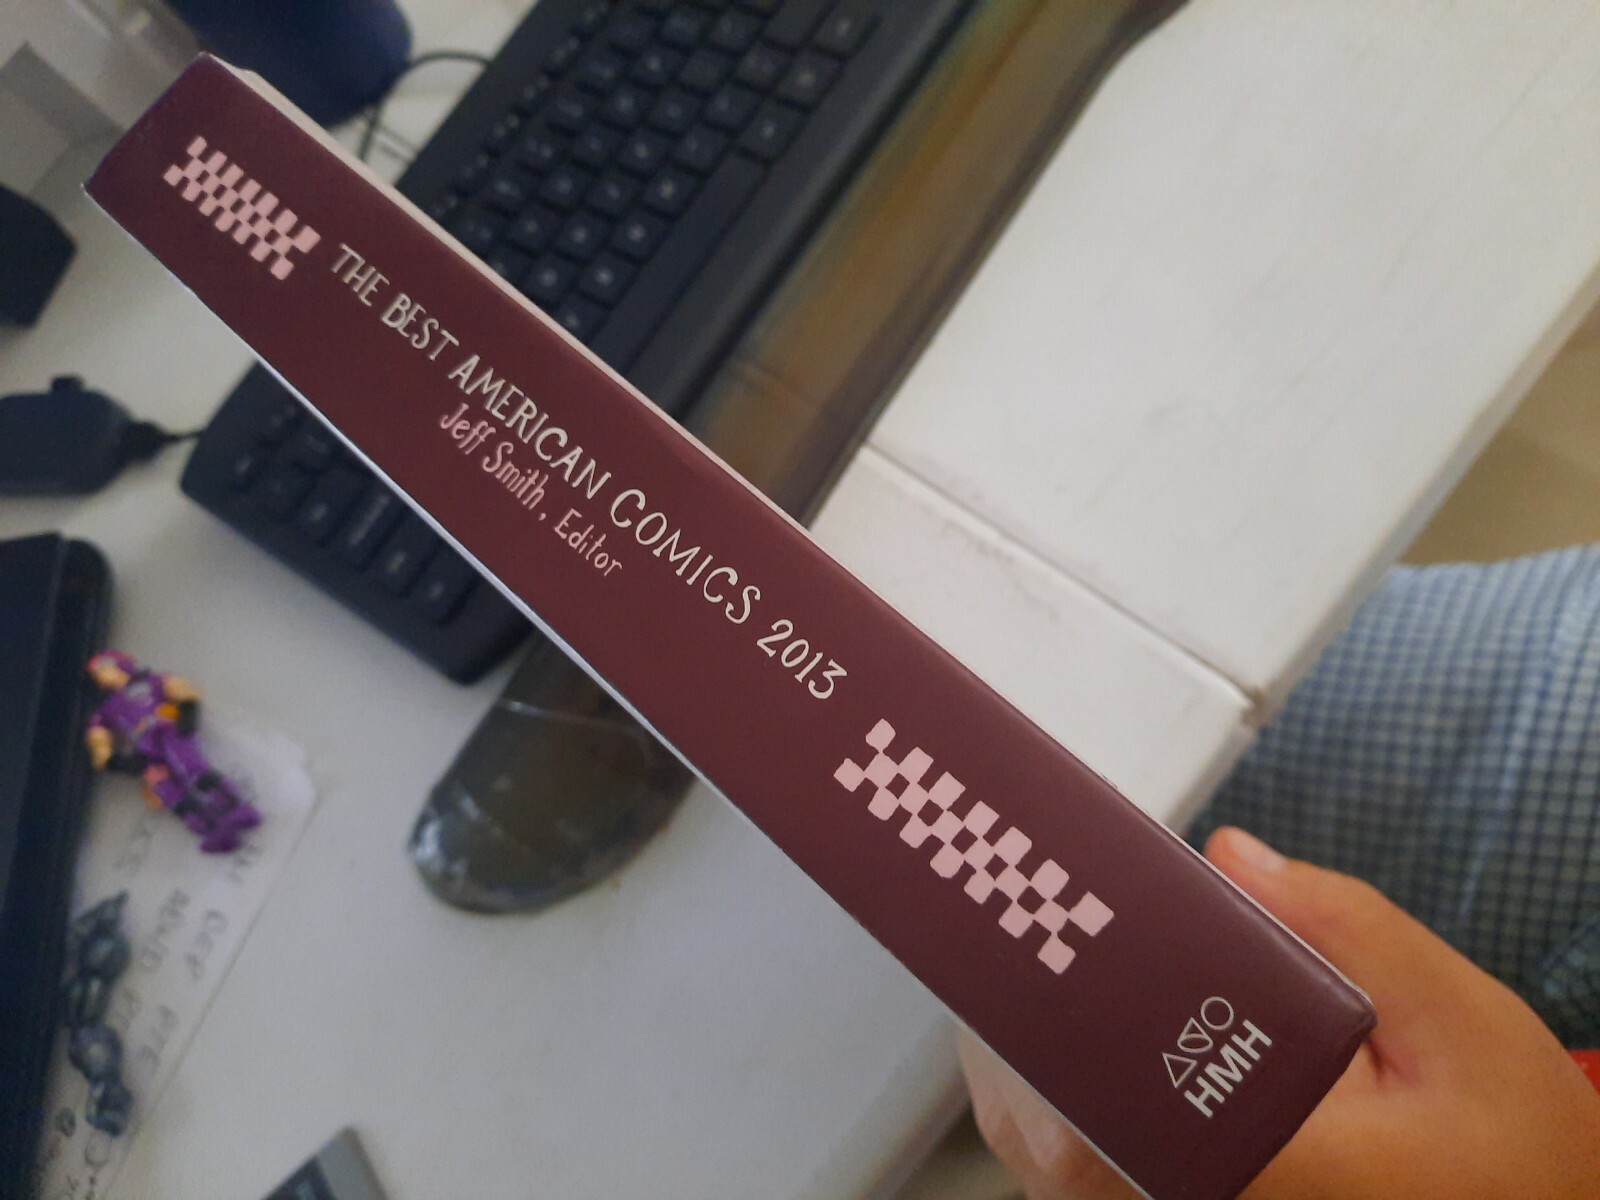 THE BEST AMERICAN COMICS 2013
Jeff Smith, Editor
HMH